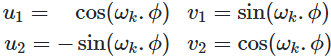 u₁ = cos(ωₖ. ϕ) v₁ = sin(ωₖ. ϕ)
u₂ = − sin(ωₖ. ϕ) v₂ = cos(ωₖ. ϕ)